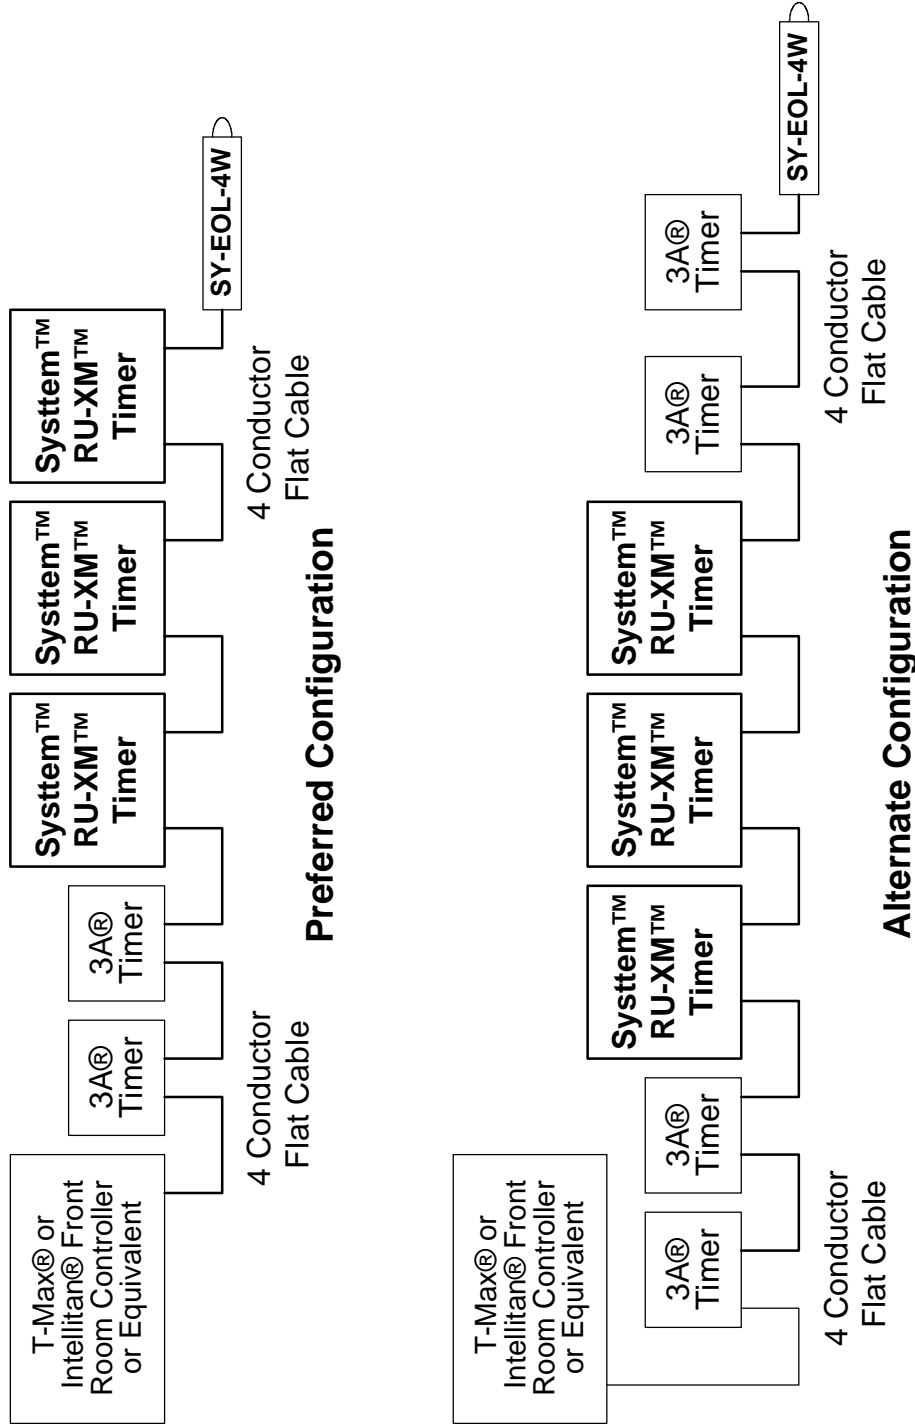 T-Max® or
Intellitan® Front
Room Controller
or Equivalent
3A®
Timer
3A®
Timer
Systtem™
RU-XM™
Timer
Systtem™
RU-XM™
Timer
Systtem™
RU-XM™
Timer
SY-EOL-4W
4 Conductor
Flat Cable
4 Conductor
Flat Cable
Preferred Configuration
T-Max® or
Intellitan® Front
Room Controller
or Equivalent
3A®
Timer
3A®
Timer
Systtem™
RU-XM™
Timer
Systtem™
RU-XM™
Timer
Systtem™
RU-XM™
Timer
3A®
Timer
3A®
Timer
SY-EOL-4W
4 Conductor
Flat Cable
4 Conductor
Flat Cable
Alternate Configuration